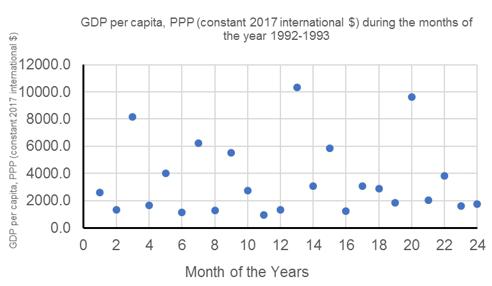 GDP per capita, PPP (constant 2017 international $) during the months of
the year 1992-1993
GDP per capita, PPP (constant 2017 international $)
12000.0
10000.0
8000.0
6000.0
4000.0
2000.0
0.0
0 2 4 6 8 10 12 14 16 18 20 22 24
Month of the Years